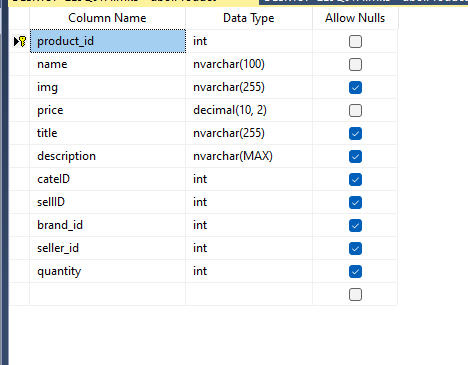 Column Name Data Type Allow Nulls
product_id int
name nvarchar(100)
img nvarchar(255)
price decimal(10, 2)
title nvarchar(255)
description nvarchar(MAX)
cateID int
sellID int
brand_id int
seller_id int
quantity int